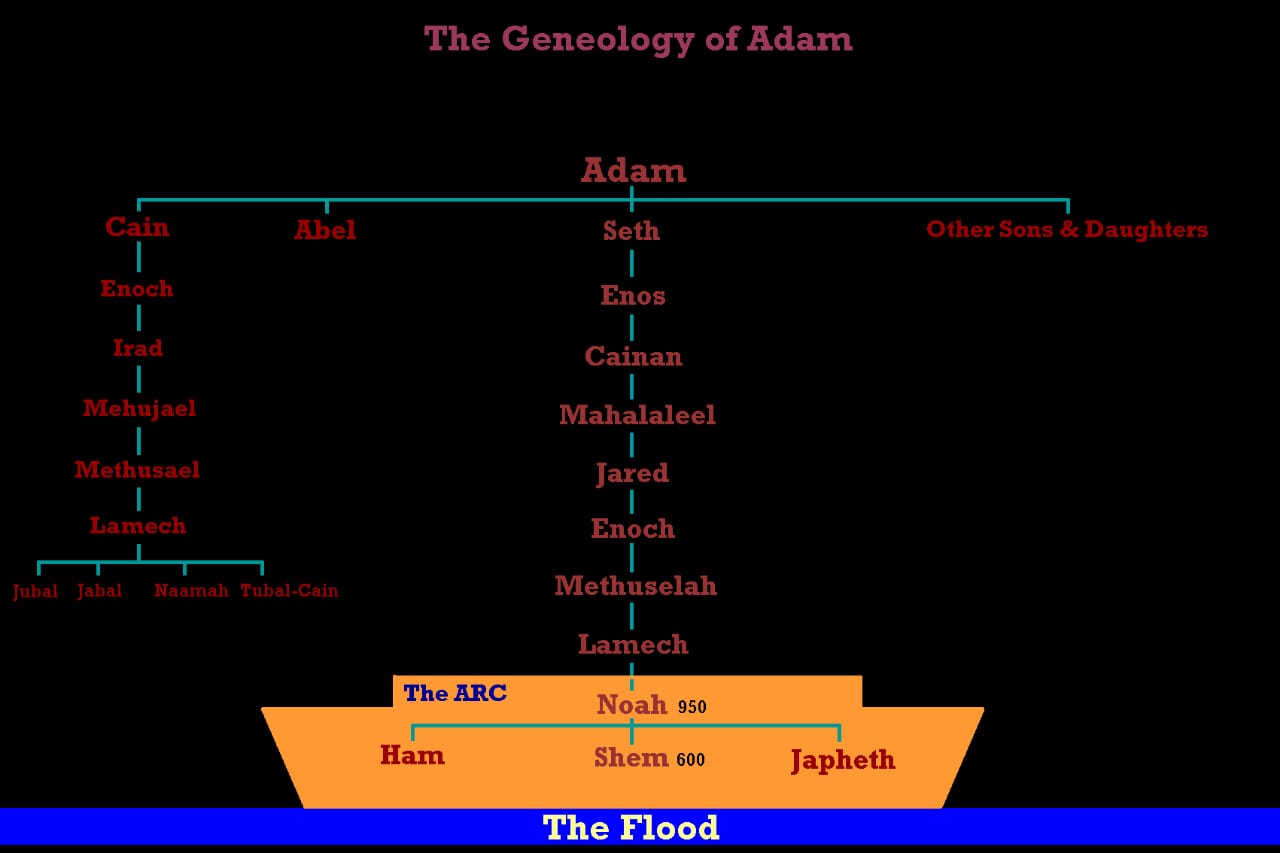 The Geneology of Adam
Adam
Cain
Abel
Seth
Other Sons & Daughters
Enoch
Enos
Irad
Cainan
Mehujael
Mahalaleel
Methusael
Jared
Lamech
Enoch
Jubal Jabal Naamah Tubal-Cain
Methuselah
Lamech
The ARC
Noah 950
Ham
Shem 600
Japheth
The Flood